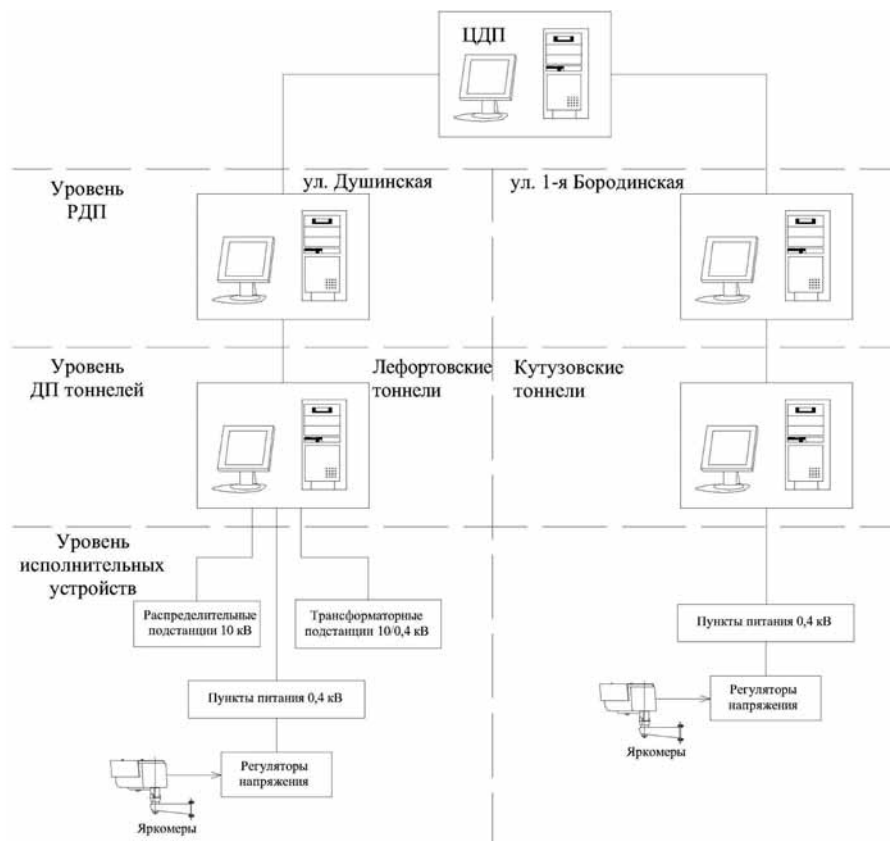 ЦДП
Уровень
РДП
ул. Душинская
ул. 1-я Бородинская
Уровень
ДП тоннелей
Лефортовские
тоннели
Кутузовские
тоннели
Уровень
исполнительных
устройств
Распределительные
подстанции 10 кВ
Трансформаторные
подстанции 10/0,4 кВ
Пункты питания 0,4 кВ
Регуляторы
напряжения
Яркомеры
Пункты питания 0,4 кВ
Регуляторы
напряжения
Яркомеры